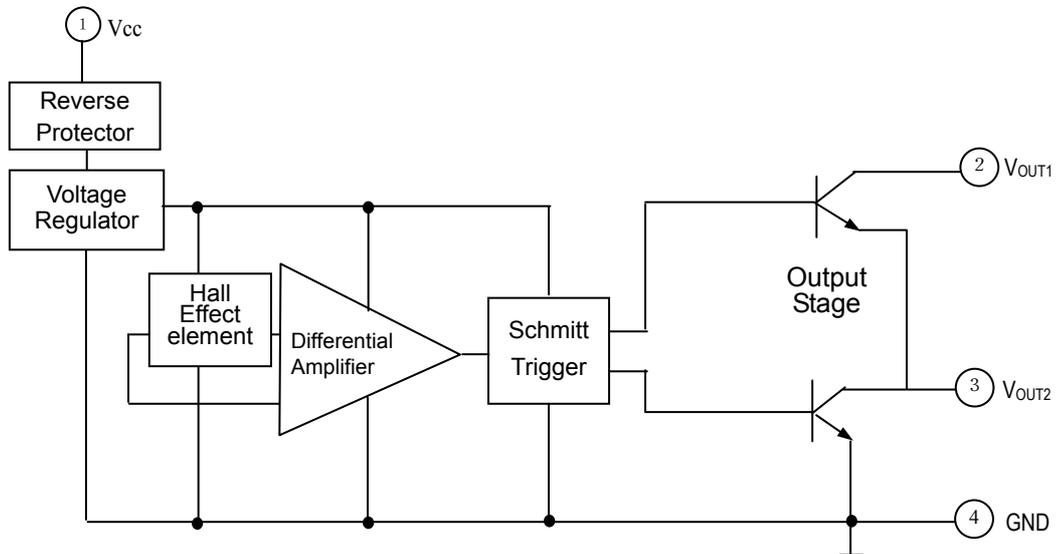 1 Vcc
Reverse
Protector
Voltage
Regulator
Hall
Effect
element
Differential
Amplifier
Schmitt
Trigger
Output
Stage
2 VOUT1
3 VOUT2
4 GND